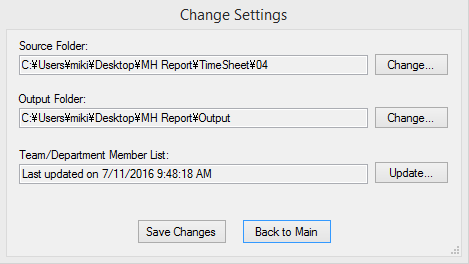 Change Settings
Source Folder:
C:¥Users¥miki¥Desktop¥MH Report¥TimeSheet¥04
Change...
Output Folder:
C:¥Users¥miki¥Desktop¥MH Report¥Output
Change...
Team/Department Member List:
Last updated on 7/11/2016 9:48:18 AM
Update...
Save Changes
Back to Main